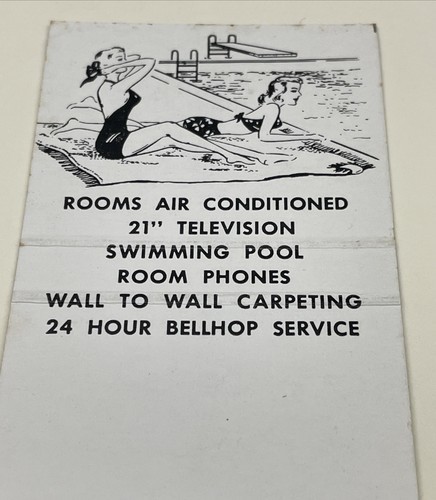 ROOMS AIR CONDITIONED
21" TELEVISION
SWIMMING POOL
ROOM PHONES
WALL TO WALL CARPETING
24 HOUR BELLHOP SERVICE